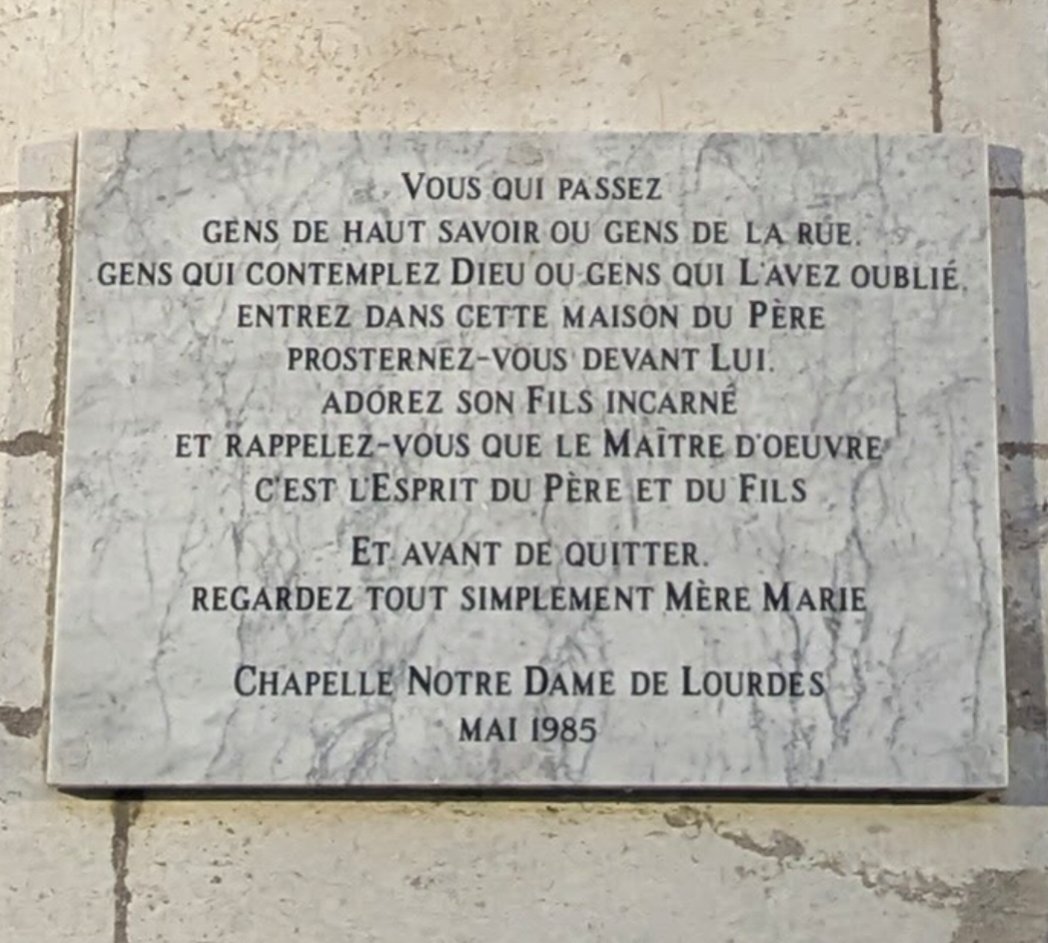 Vous qui passez
gens de haut savoir ou gens de la rue.
gens qui contemplez Dieu ou gens qui L'avez oublié.
entrez dans cette maison du Père
prosternez-vous devant Lui.
adorez son Fils incarné
et rappelez-vous que le Maître d'oeuvre
c'est l'Esprit du Père et du Fils
Et avant de quitter.
regardez tout simplement Mère Marie
Chapelle Notre Dame de Lourdes
mai 1985